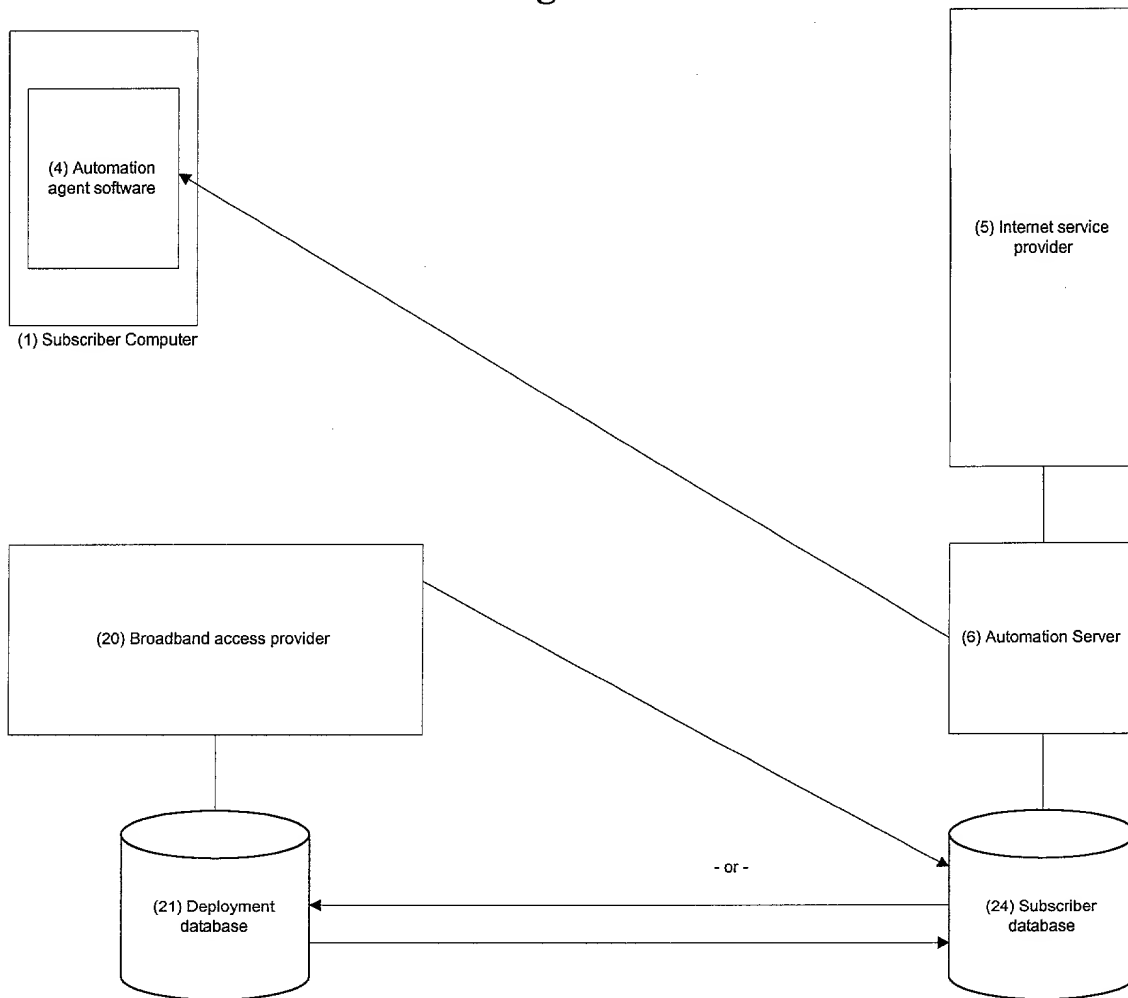 (4) Automation
agent software
(5) Internet service
provider
(1) Subscriber Computer
(20) Broadband access provider
(6) Automation Server
- or -
(21) Deployment
database
(24) Subscriber
database